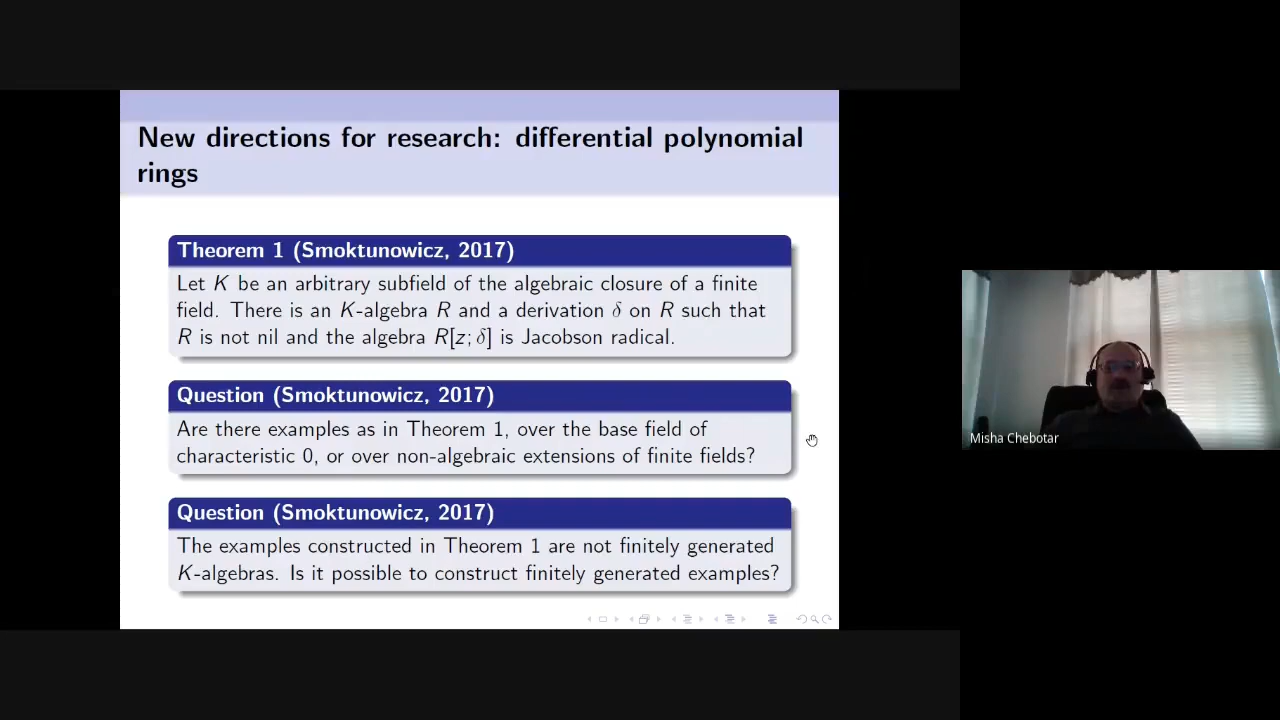 New directions for research: differential polynomial
rings
Theorem 1 (Smoktunowicz, 2017)
Let K be an arbitrary subfield of the algebraic closure of a finite
field. There is an K-algebra R and a derivation δ on R such that
R is not nil and the algebra R[z; δ] is Jacobson radical.
Question (Smoktunowicz, 2017)
Are there examples as in Theorem 1, over the base field of
characteristic 0, or over non-algebraic extensions of finite fields?
Question (Smoktunowicz, 2017)
The examples constructed in Theorem 1 are not finitely generated
K-algebras. Is it possible to construct finitely generated examples?
Misha Chebotar